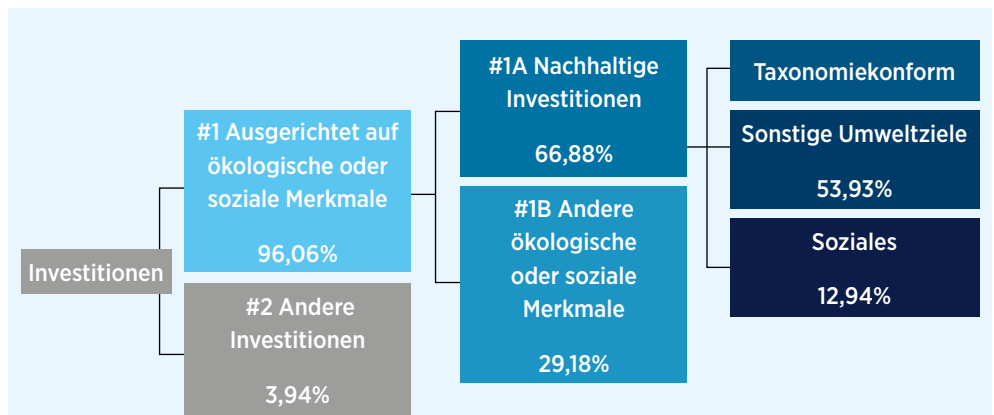 Investitionen
#1 Ausgerichtet auf
ökologische oder
soziale Merkmale
96,06%
#2 Andere
Investitionen
3,94%
#1A Nachhaltige
Investitionen
66,88%
#1B Andere
ökologische
oder soziale
Merkmale
29,18%
Taxonomiekonform
Sonstige Umweltziele
53,93%
Soziales
12,94%